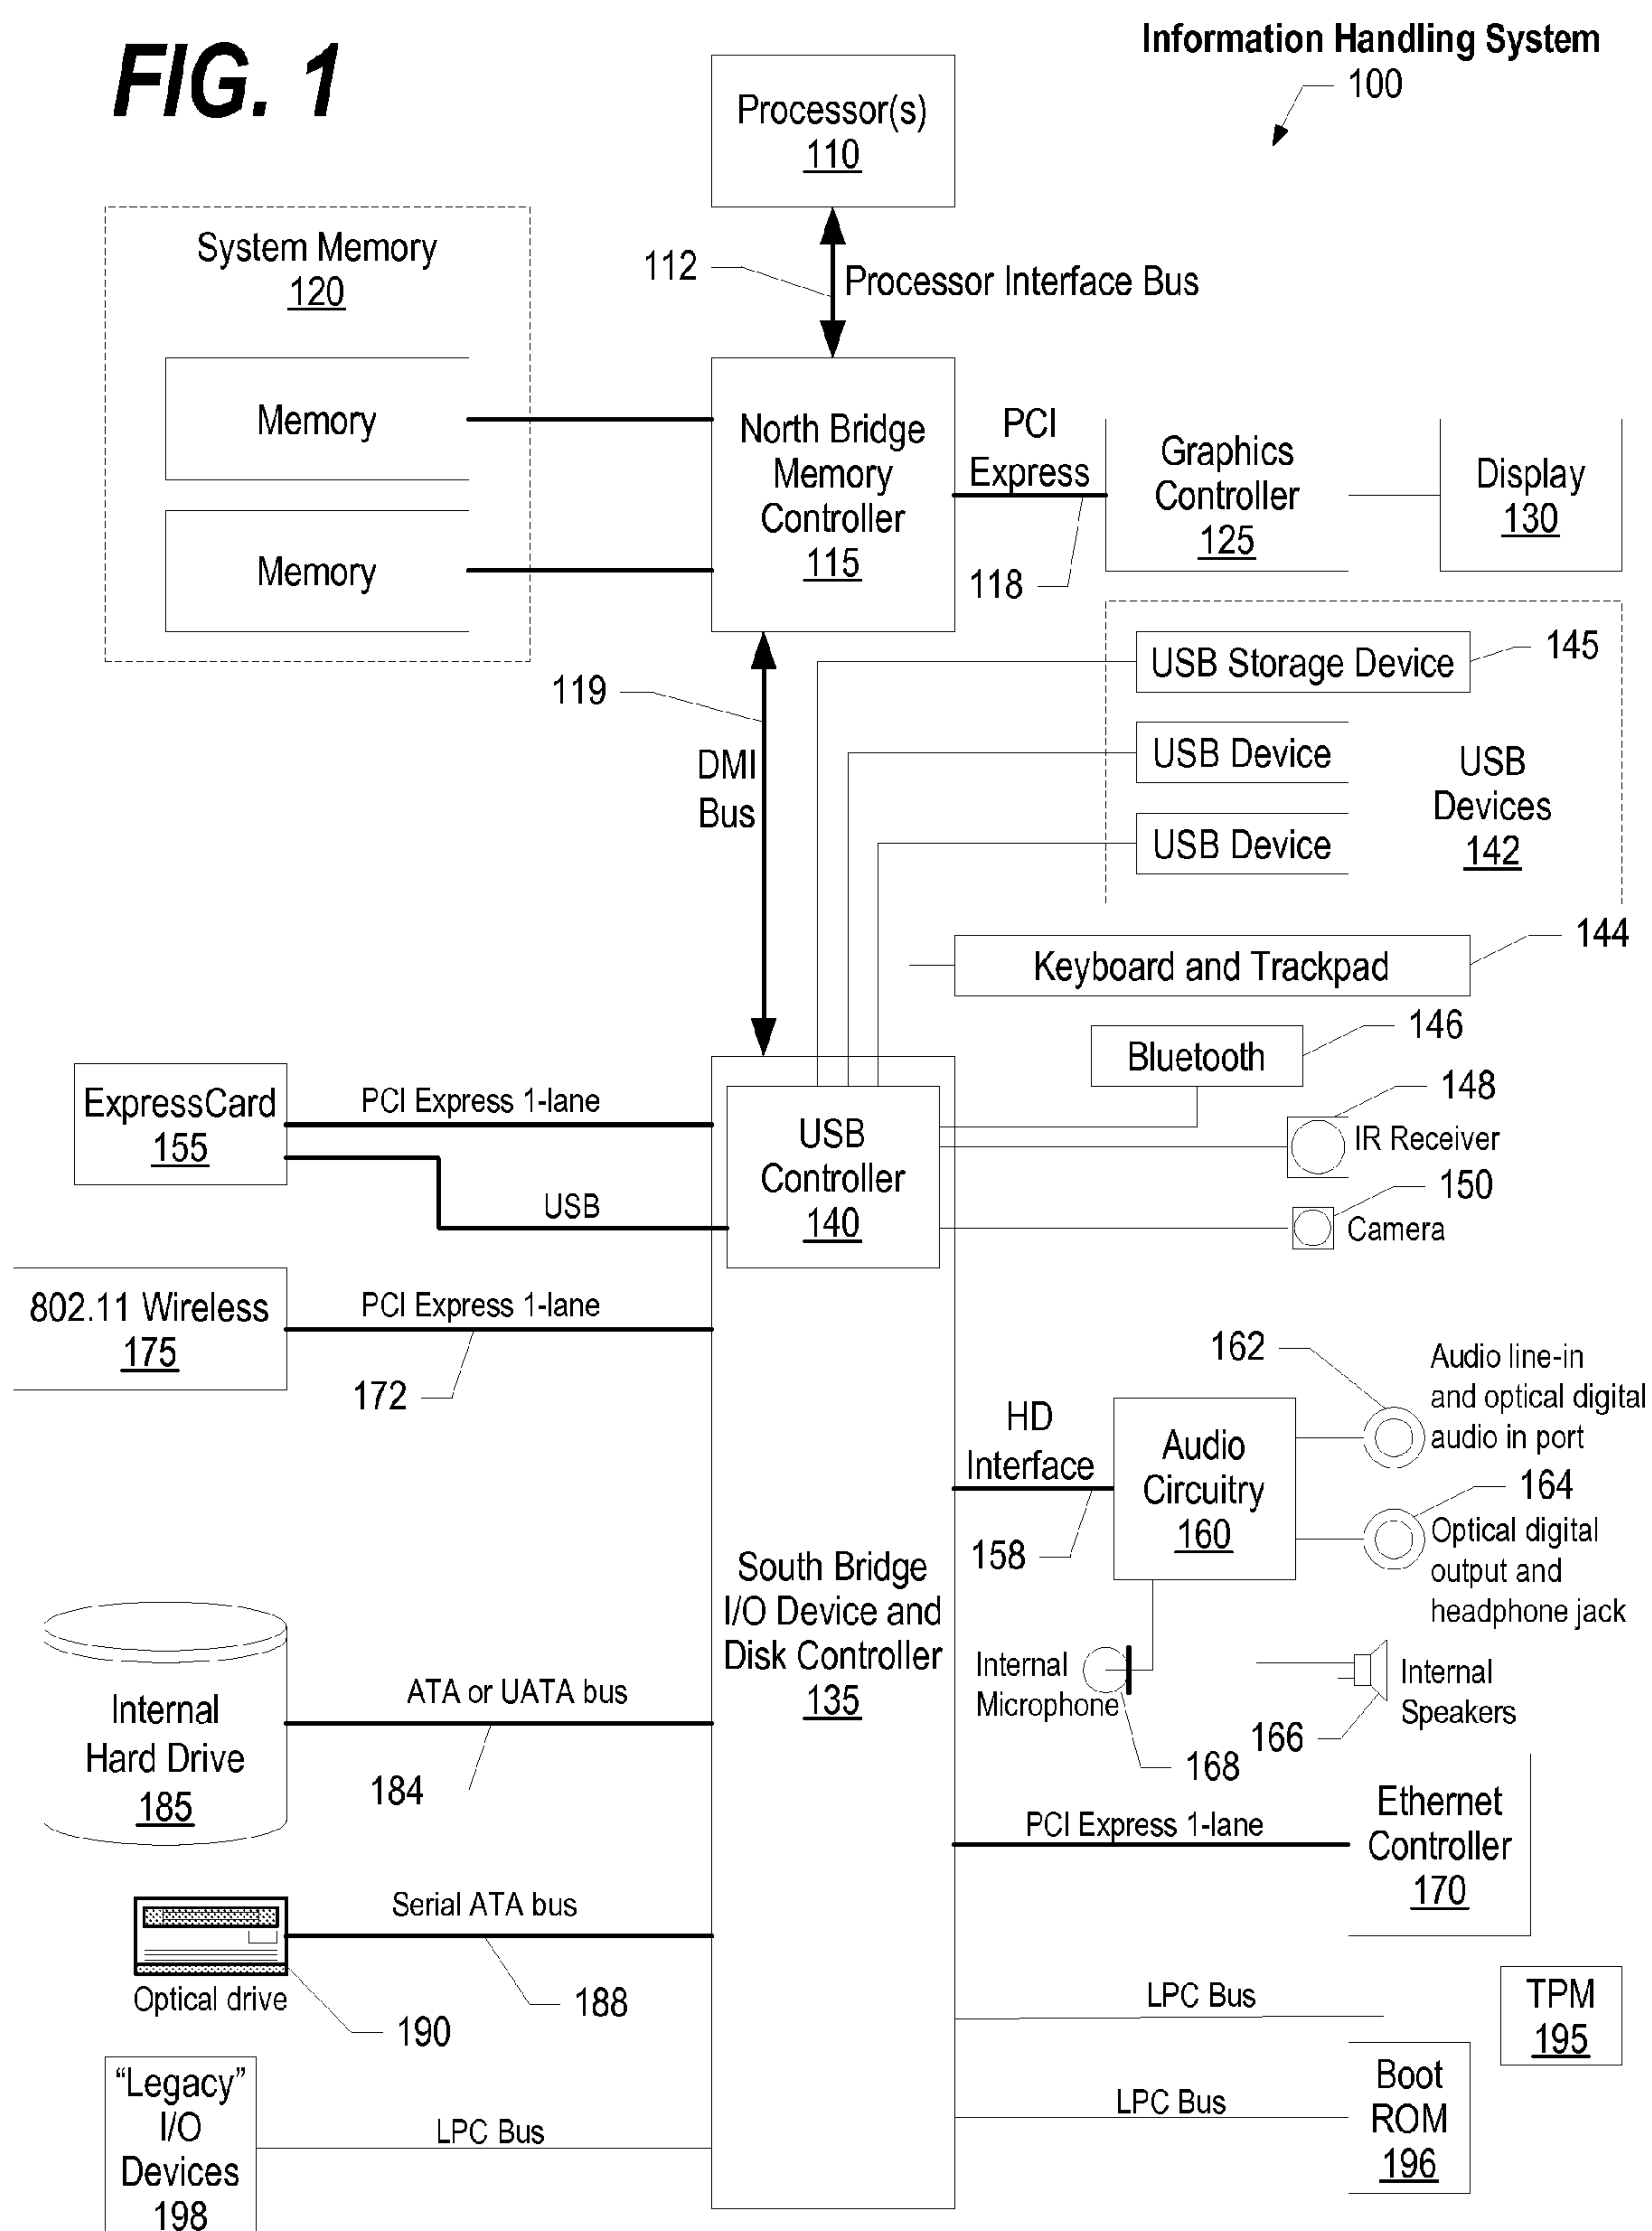 FIG. 1
Information Handling System
100
Processor(s)
110
System Memory
120
112
Processor Interface Bus
Memory
Memory
North Bridge
Memory
Controller
115
PCI
Express
118
Graphics
Controller
125
Display
130
119
DMI
Bus
USB Storage Device
145
USB Device
USB Device
USB
Devices
142
Keyboard and Trackpad
144
Bluetooth
146
148
IR Receiver
150
Camera
ExpressCard
155
PCI Express 1-lane
USB
USB
Controller
140
802.11 Wireless
175
PCI Express 1-lane
172
162
Audio line-in
and optical digital
audio in port
HD
Interface
158
Audio
Circuitry
160
164
Optical digital
output and
headphone jack
South Bridge
I/O Device and
Disk Controller
135
Internal
Microphone
168
Internal
Speakers
166
Internal
Hard Drive
185
ATA or UATA bus
184
PCI Express 1-lane
Ethernet
Controller
170
Optical drive
190
Serial ATA bus
188
LPC Bus
TPM
195
"Legacy"
I/O
Devices
198
LPC Bus
LPC Bus
Boot
ROM
196